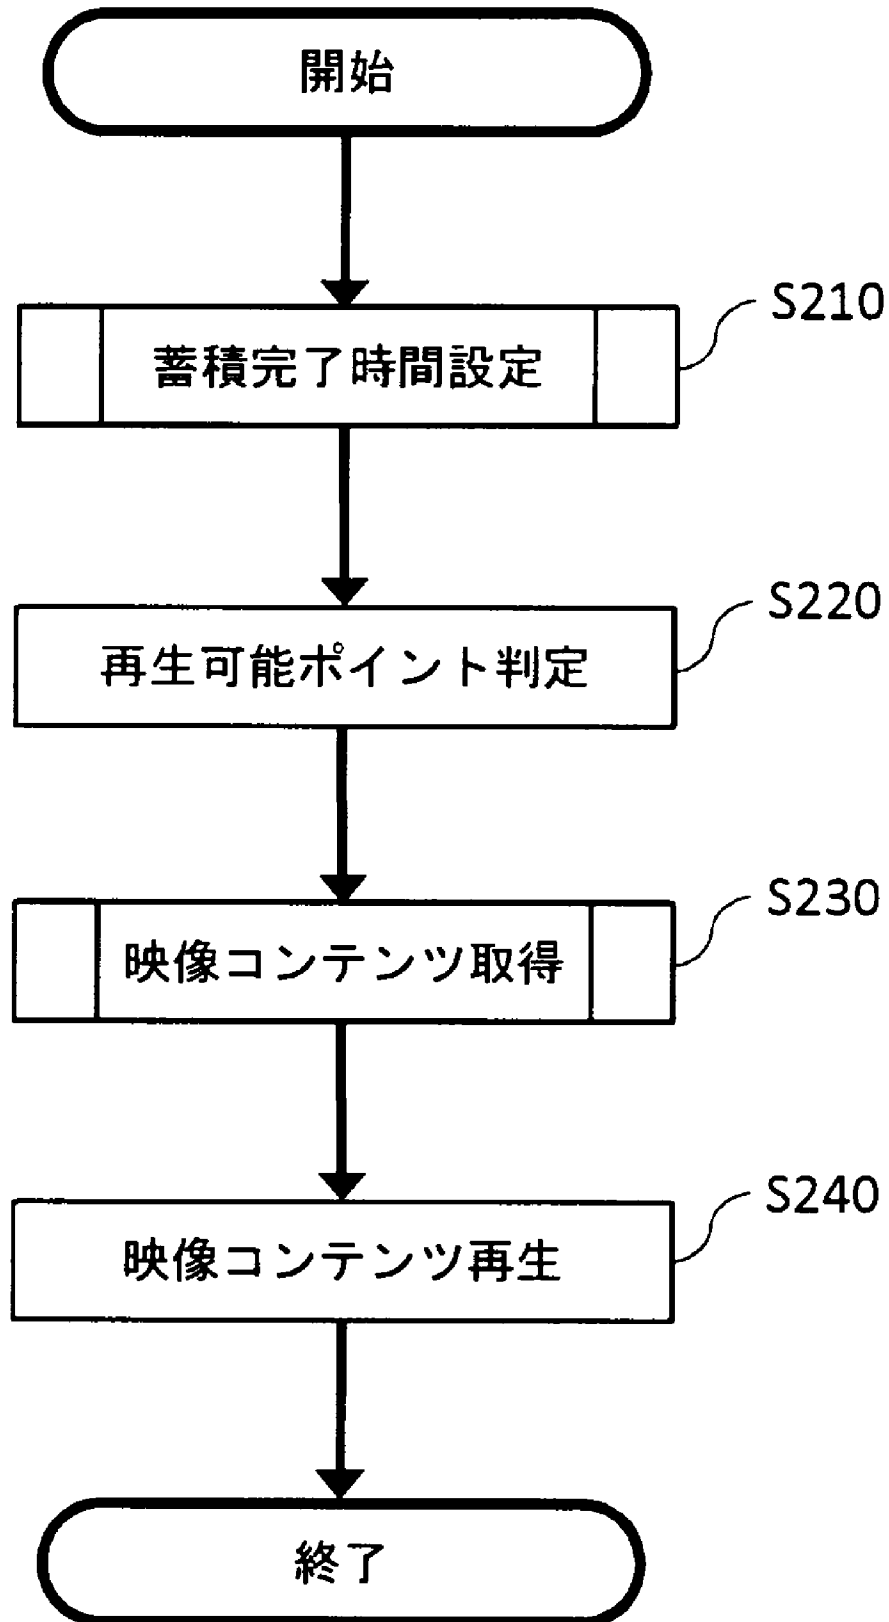 開始
S210
蓄積完了時間設定
S220
再生可能ポイント判定
S230
映像コンテンツ取得
S240
映像コンテンツ再生
終了